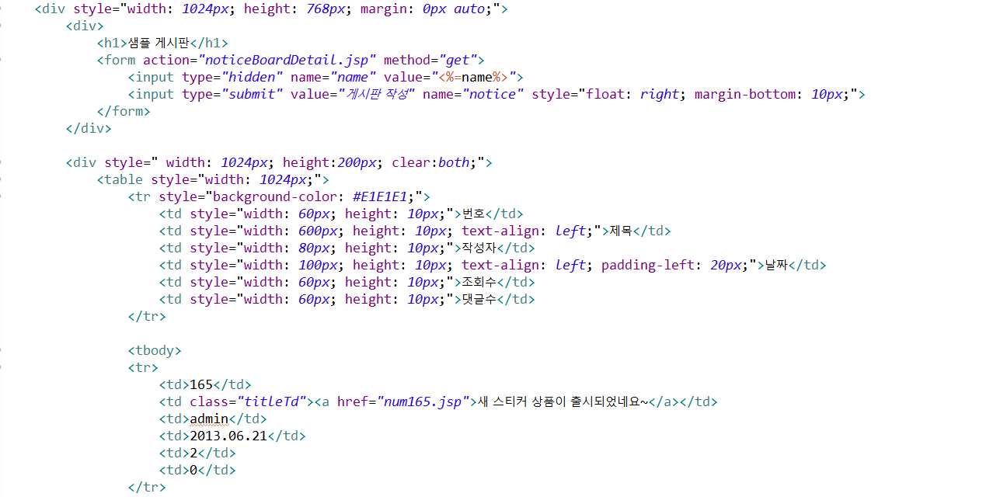 <div style="width: 1024px; height: 768px; margin: 0px auto;">
<div>
<h1>샘플 게시판</h1>
<form action="noticeBoardDetail.jsp" method="get">
<input type="hidden" name="name" value="<%=name%>">
<input type="submit" value="게시판 작성" name="notice" style="float: right; margin-bottom: 10px;">
</form>
</div>
<div style=" width: 1024px; height:200px; clear:both;">
<table style="width: 1024px;">
<tr style="background-color: #E1E1E1;">
<td style="width: 60px; height: 10px;">번호</td>
<td style="width: 600px; height: 10px; text-align: left;">제목</td>
<td style="width: 80px; height: 10px;">작성자</td>
<td style="width: 100px; height: 10px; text-align: left; padding-left: 20px;">날짜</td>
<td style="width: 60px; height: 10px;">조회수</td>
<td style="width: 60px; height: 10px;">댓글수</td>
</tr>
<tbody>
<tr>
<td>165</td>
<td class="titleTd"><a href="num165.jsp">새 스티커 상품이 출시되었네요~</a></td>
<td>admin</td>
<td>2013.06.21</td>
<td>2</td>
<td>0</td>
</tr>